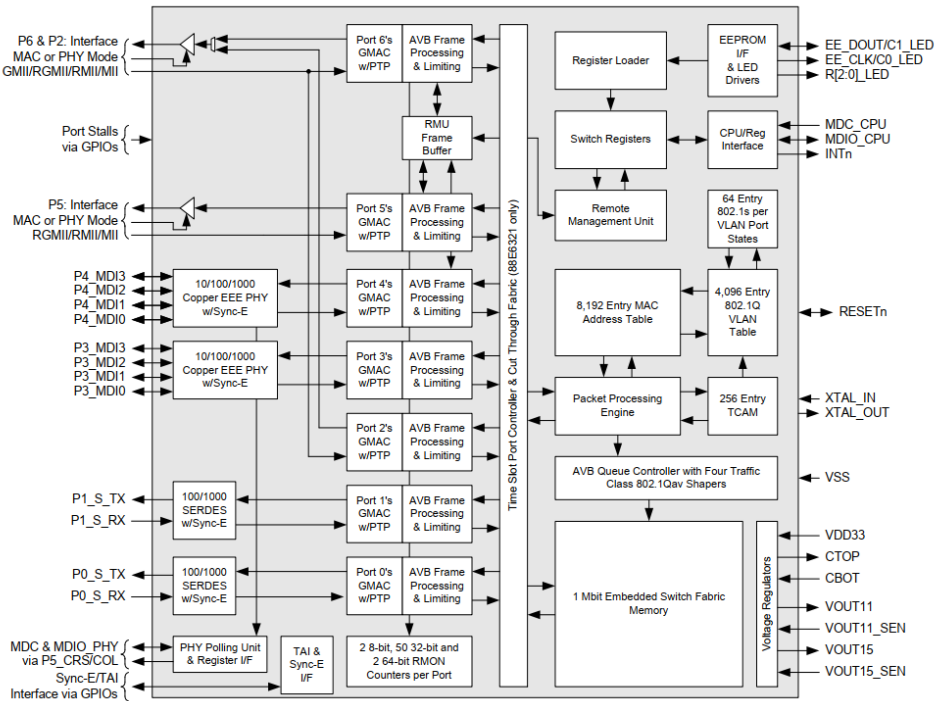 P6 & P2: Interface
MAC or PHY Mode
GMII/RGMII/RMII/MII
Port Stalls
via GPIOs
P5: Interface
MAC or PHY Mode
RGMII/RMII/MII
P4_MDI3
P4_MDI2
P4_MDI1
P4_MDI0
P3_MDI3
P3_MDI2
P3_MDI1
P3_MDI0
P1_S_TX
P1_S_RX
P0_S_TX
P0_S_RX
MDC & MDIO_PHY
via P5_CRS/COL
Sync-E/TAI
Interface via GPIOs
10/100/1000
Copper EEE PHY
w/Sync-E
10/100/1000
Copper EEE PHY
w/Sync-E
100/1000
SERDES
w/Sync-E
100/1000
SERDES
w/Sync-E
PHY Polling Unit
& Register I/F
TAI &
Sync-E
I/F
Port 6's
GMAC
w/PTP
AVB Frame
Processing
& Limiting
RMU
Frame
Buffer
Port 5's
GMAC
w/PTP
AVB Frame
Processing
& Limiting
Port 4's
GMAC
w/PTP
AVB Frame
Processing
& Limiting
Port 3's
GMAC
w/PTP
AVB Frame
Processing
& Limiting
Port 2's
GMAC
w/PTP
AVB Frame
Processing
& Limiting
Port 1's
GMAC
w/PTP
AVB Frame
Processing
& Limiting
Port 0's
GMAC
w/PTP
AVB Frame
Processing
& Limiting
2 8-bit, 50 32-bit and
2 64-bit RMON
Counters per Port
Time Slot Port Controller & Cut Through Fabric (88E6321 only)
Register Loader
EEPROM
I/F
& LED
Drivers
Switch Registers
CPU/Reg
Interface
Remote
Management Unit
64 Entry
802.1s per
VLAN Port
States
8,192 Entry MAC
Address Table
4,096 Entry
802.1Q
VLAN
Table
Packet Processing
Engine
256 Entry
TCAM
AVB Queue Controller with Four Traffic
Class 802.1Qav Shapers
1 Mbit Embedded Switch Fabric
Memory
Voltage Regulators
EE_DOUT/C1_LED
EE_CLK/C0_LED
R[2:0]_LED
MDC_CPU
MDIO_CPU
INTn
RESETn
XTAL_IN
XTAL_OUT
VSS
VDD33
CTOP
CBOT
VOUT11
VOUT11_SEN
VOUT15
VOUT15_SEN